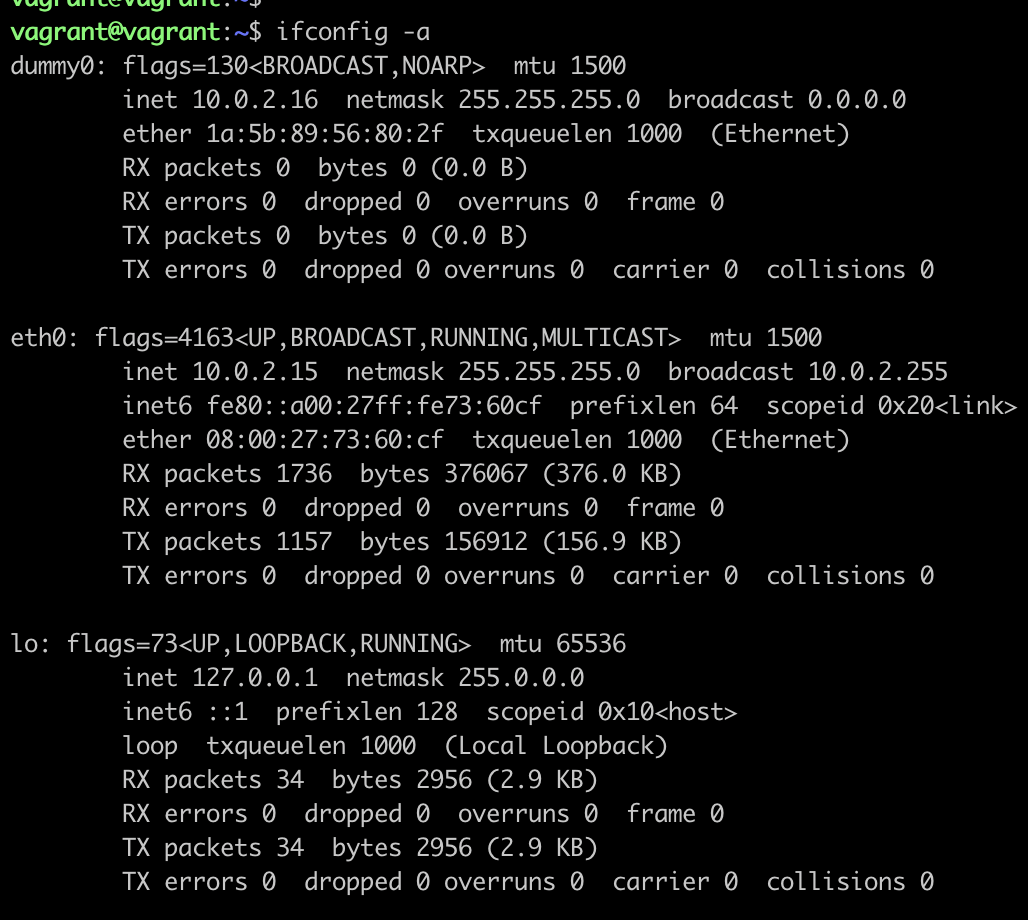 vagrant@vagrant:~$
vagrant@vagrant:~$ ifconfig -a
dummy0: flags=130<BROADCAST,NOARP>  mtu 1500
        inet 10.0.2.16  netmask 255.255.255.0  broadcast 0.0.0.0
        ether 1a:5b:89:56:80:2f  txqueuelen 1000  (Ethernet)
        RX packets 0  bytes 0 (0.0 B)
        RX errors 0  dropped 0  overruns 0  frame 0
        TX packets 0  bytes 0 (0.0 B)
        TX errors 0  dropped 0 overruns 0  carrier 0  collisions 0

eth0: flags=4163<UP,BROADCAST,RUNNING,MULTICAST>  mtu 1500
        inet 10.0.2.15  netmask 255.255.255.0  broadcast 10.0.2.255
        inet6 fe80::a00:27ff:fe73:60cf  prefixlen 64  scopeid 0x20<link>
        ether 08:00:27:73:60:cf  txqueuelen 1000  (Ethernet)
        RX packets 1736  bytes 376067 (376.0 KB)
        RX errors 0  dropped 0  overruns 0  frame 0
        TX packets 1157  bytes 156912 (156.9 KB)
        TX errors 0  dropped 0 overruns 0  carrier 0  collisions 0

lo: flags=73<UP,LOOPBACK,RUNNING>  mtu 65536
        inet 127.0.0.1  netmask 255.0.0.0
        inet6 ::1  prefixlen 128  scopeid 0x10<host>
        loop  txqueuelen 1000  (Local Loopback)
        RX packets 34  bytes 2956 (2.9 KB)
        RX errors 0  dropped 0  overruns 0  frame 0
        TX packets 34  bytes 2956 (2.9 KB)
        TX errors 0  dropped 0 overruns 0  carrier 0  collisions 0